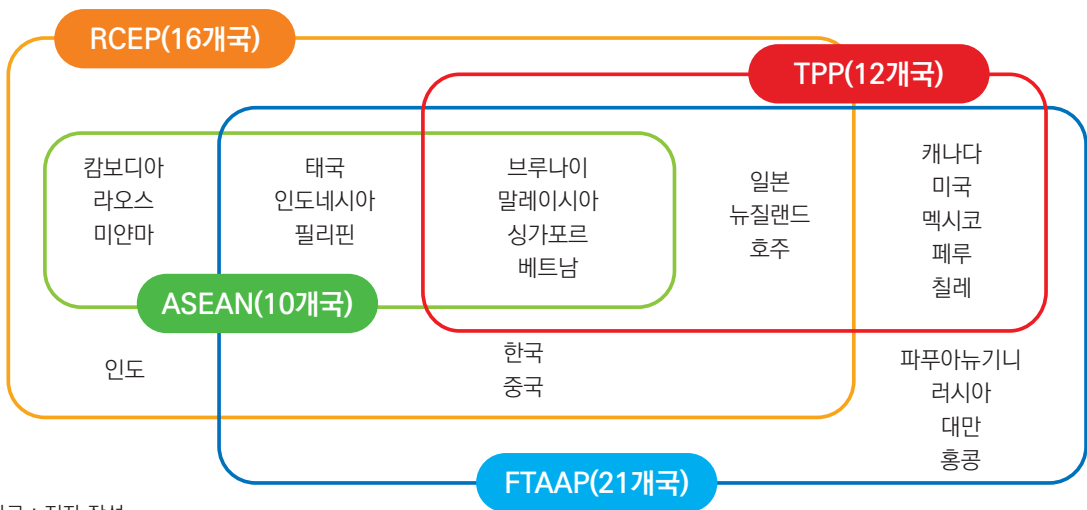 RCEP(16개국)
TPP(12개국)
캄보디아
라오스
미얀마
태국
인도네시아
필리핀
브루나이
말레이시아
싱가포르
베트남
일본
뉴질랜드
호주
캐나다
미국
멕시코
페루
칠레
ASEAN(10개국)
인도
한국
중국
파푸아뉴기니
러시아
대만
홍콩
FTAAP(21개국)